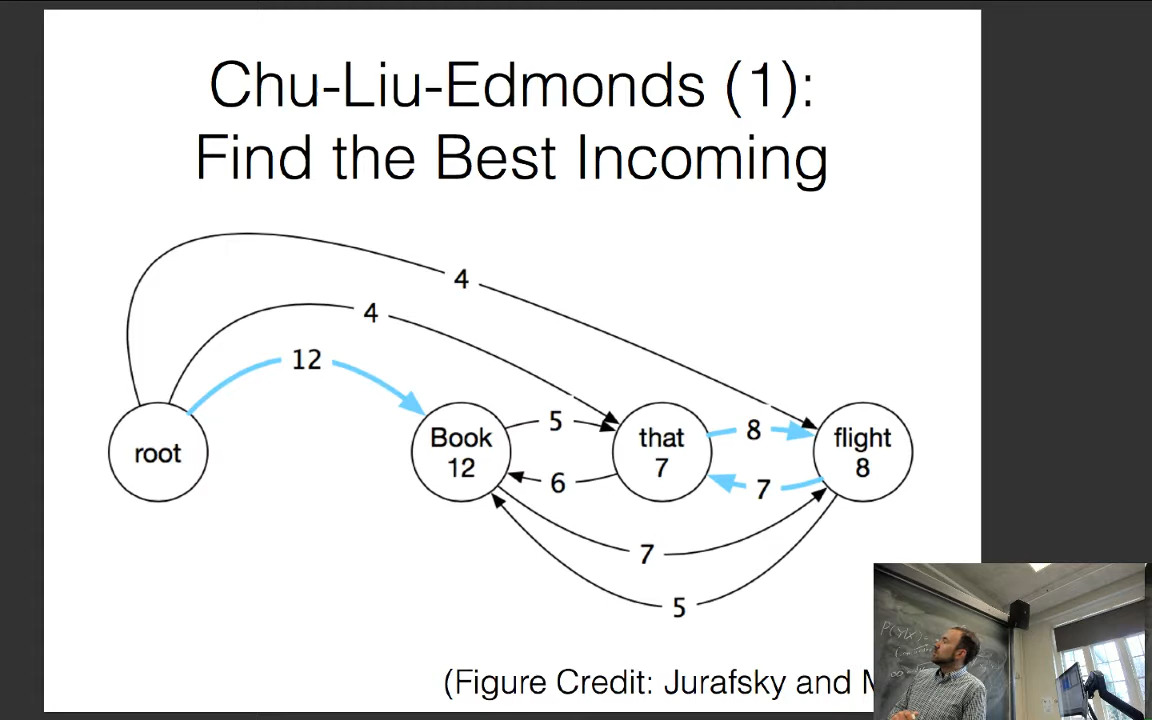 Chu-Liu-Edmonds (1):
Find the Best Incoming
4
4
12
5
8
root
Book
12
that
7
flight
8
6
7
7
5
(Figure Credit: Jurafsky and
P(Y|X)=